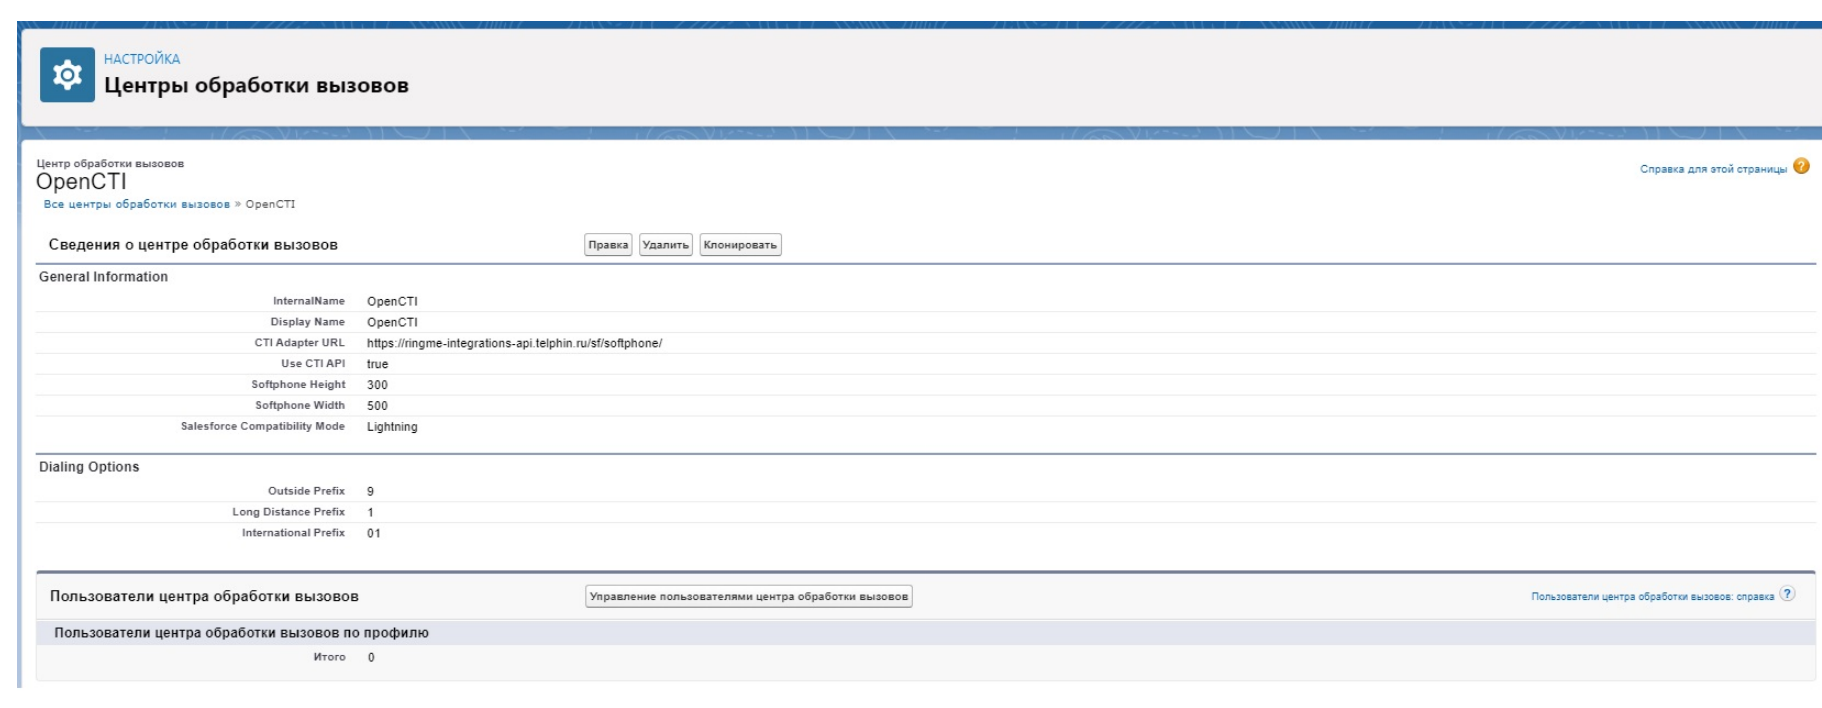 НАСТРОЙКА
Центры обработки вызовов
Центр обработки вызовов
OpenCTI
Справка для этой страницы ?
Все центры обработки вызовов » OpenCTI
Сведения о центре обработки вызовов Правка Удалить Клонировать
General Information
InternalName OpenCTI
Display Name OpenCTI
CTI Adapter URL https://ringme-integrations-api.telphin.ru/sf/softphone/
Use CTI API true
Softphone Height 300
Softphone Width 500
Salesforce Compatibility Mode Lightning
Dialing Options
Outside Prefix 9
Long Distance Prefix 1
International Prefix 01
Пользователи центра обработки вызовов Управление пользователями центра обработки вызовов Пользователи центра обработки вызовов: справка ?
Пользователи центра обработки вызовов по профилю
Итого 0